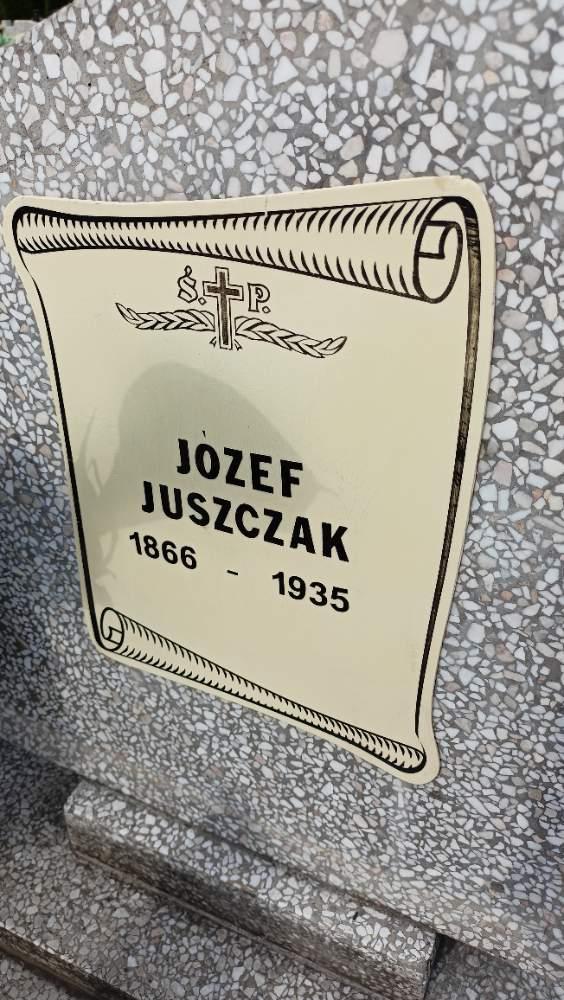 Ś. P.
JÓZEF
JUSZCZAK
1866 - 1935